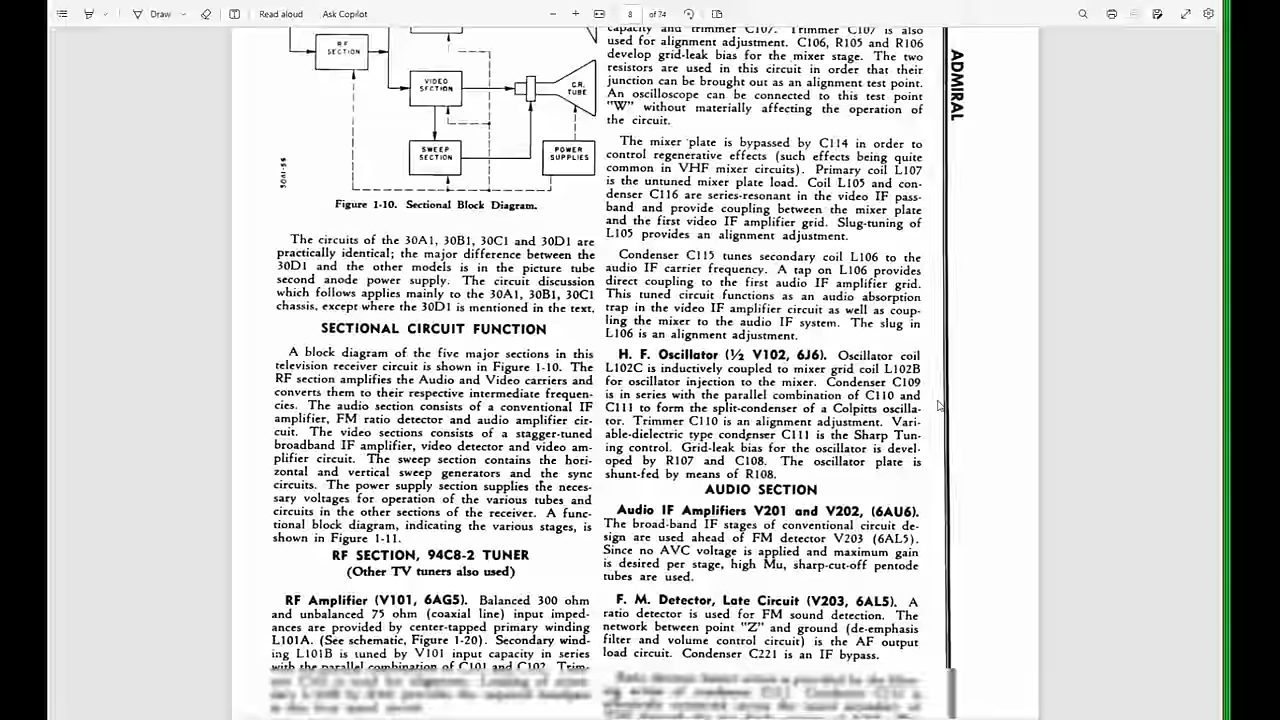 Draw
Read aloud
Ask Copilot
8
of 74
RF
SECTION
VIDEO
SECTION
C.R.
TUBE
SWEEP
SECTION
POWER
SUPPLIES
Figure 1-10. Sectional Block Diagram.
The circuits of the 30A1, 30B1, 30C1 and 30D1 are
practically identical; the major difference between the
30D1 and the other models is in the picture tube
second anode power supply. The circuit discussion
which follows applies mainly to the 30A1, 30B1, 30C1
chassis, except where the 30D1 is mentioned in the text.
SECTIONAL CIRCUIT FUNCTION
A block diagram of the five major sections in this
television receiver circuit is shown in Figure 1-10. The
RF section amplifies the Audio and Video carriers and
converts them to their respective intermediate frequen-
cies. The audio section consists of a conventional IF
amplifier, FM ratio detector and audio amplifier cir-
cuit. The video sections consists of a stagger-tuned
broadband IF amplifier, video detector and video am-
plifier circuit. The sweep section contains the hori-
zontal and vertical sweep generators and the sync
circuits. The power supply section supplies the neces-
sary voltages for operation of the various tubes and
circuits in the other sections of the receiver. A func-
tional block diagram, indicating the various stages, is
shown in Figure 1-11.
RF SECTION, 94C8-2 TUNER
(Other TV tuners also used)
RF Amplifier (V101, 6AG5). Balanced 300 ohm
and unbalanced 75 ohm (coaxial line) input imped-
ances are provided by center-tapped primary winding
L101A. (See schematic, Figure 1-20). Secondary wind-
ing L101B is tuned by V101 input capacity in series
with the parallel combination of C101 and C102. Trim-
capacity and trimmer C107. Trimmer C107 is also
used for alignment adjustment. C106, R105 and R106
develop grid-leak bias for the mixer stage. The two
resistors are used in this circuit in order that their
junction can be brought out as an alignment test point.
An oscilloscope can be connected to this test point
"W" without materially affecting the operation of
the circuit.
The mixer plate is bypassed by C114 in order to
control regenerative effects (such effects being quite
common in VHF mixer circuits). Primary coil L107
is the untuned mixer plate load. Coil L105 and con-
denser C116 are series-resonant in the video IF pass-
band and provide coupling between the mixer plate
and the first video IF amplifier grid. Slug-tuning of
L105 provides an alignment adjustment.
Condenser C115 tunes secondary coil L106 to the
audio IF carrier frequency. A tap on L106 provides
direct coupling to the first audio IF amplifier grid.
This tuned circuit functions as an audio absorption
trap in the video IF amplifier circuit as well as coup-
ling the mixer to the audio IF system. The slug in
L106 is an alignment adjustment.
H. F. Oscillator (½ V102, 6J6). Oscillator coil
L102C is inductively coupled to mixer grid coil L102B
for oscillator injection to the mixer. Condenser C109
is in series with the parallel combination of C110 and
C111 to form the split-condenser of a Colpitts oscilla-
tor. Trimmer C110 is an alignment adjustment. Vari-
able-dielectric type condenser C111 is the Sharp Tun-
ing control. Grid-leak bias for the oscillator is devel-
oped by R107 and C108. The oscillator plate is
shunt-fed by means of R108.
AUDIO SECTION
Audio IF Amplifiers V201 and V202, (6AU6).
The broad-band IF stages of conventional circuit de-
sign are used ahead of FM detector V203 (6AL5).
Since no AVC voltage is applied and maximum gain
is desired per stage, high Mu, sharp-cut-off pentode
tubes are used.
F. M. Detector, Late Circuit (V203, 6AL5). A
ratio detector is used for FM sound detection. The
network between point "Z" and ground (de-emphasis
filter and volume control circuit) is the AF output
load circuit. Condenser C221 is an IF bypass.
ADMIRAL